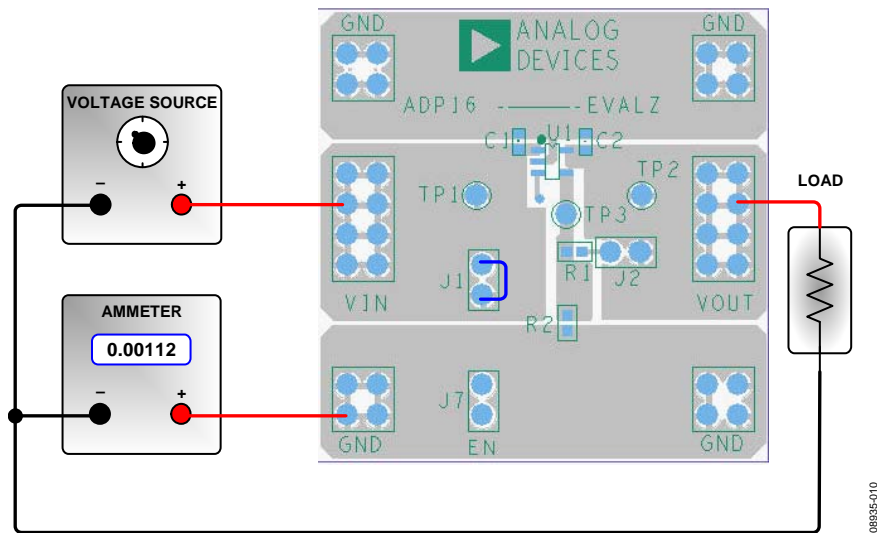 GND
ANALOG
DEVICES
GND
VOLTAGE SOURCE
– +
ADP16 - - EVALZ
C1
U1
C2
TP1
TP2
TP3
LOAD
J1
R1
J2
VIN
VOUT
AMMETER
0.00112
– +
R2
J7
GND
EN
GND
08935-010